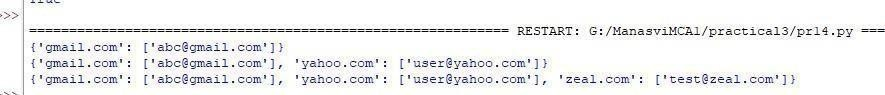 True
>>>
============================================================ RESTART: G:/ManasviMCA1/practical3/pr14.py ===
{'gmail.com': ['abc@gmail.com']}
{'gmail.com': ['abc@gmail.com'], 'yahoo.com': ['user@yahoo.com']}
{'gmail.com': ['abc@gmail.com'], 'yahoo.com': ['user@yahoo.com'], 'zeal.com': ['test@zeal.com']}
>>>